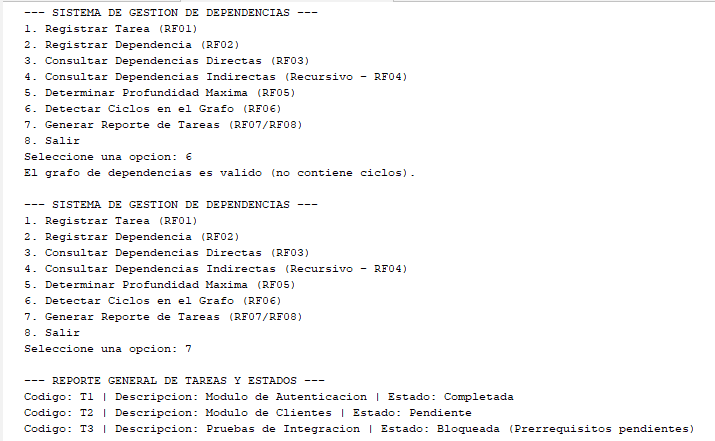 --- SISTEMA DE GESTION DE DEPENDENCIAS ---
1. Registrar Tarea (RF01)
2. Registrar Dependencia (RF02)
3. Consultar Dependencias Directas (RF03)
4. Consultar Dependencias Indirectas (Recursivo - RF04)
5. Determinar Profundidad Maxima (RF05)
6. Detectar Ciclos en el Grafo (RF06)
7. Generar Reporte de Tareas (RF07/RF08)
8. Salir
Seleccione una opcion: 6
El grafo de dependencias es valido (no contiene ciclos).

--- SISTEMA DE GESTION DE DEPENDENCIAS ---
1. Registrar Tarea (RF01)
2. Registrar Dependencia (RF02)
3. Consultar Dependencias Directas (RF03)
4. Consultar Dependencias Indirectas (Recursivo - RF04)
5. Determinar Profundidad Maxima (RF05)
6. Detectar Ciclos en el Grafo (RF06)
7. Generar Reporte de Tareas (RF07/RF08)
8. Salir
Seleccione una opcion: 7

--- REPORTE GENERAL DE TAREAS Y ESTADOS ---
Codigo: T1 | Descripcion: Modulo de Autenticacion | Estado: Completada
Codigo: T2 | Descripcion: Modulo de Clientes | Estado: Pendiente
Codigo: T3 | Descripcion: Pruebas de Integracion | Estado: Bloqueada (Prerrequisitos pendientes)